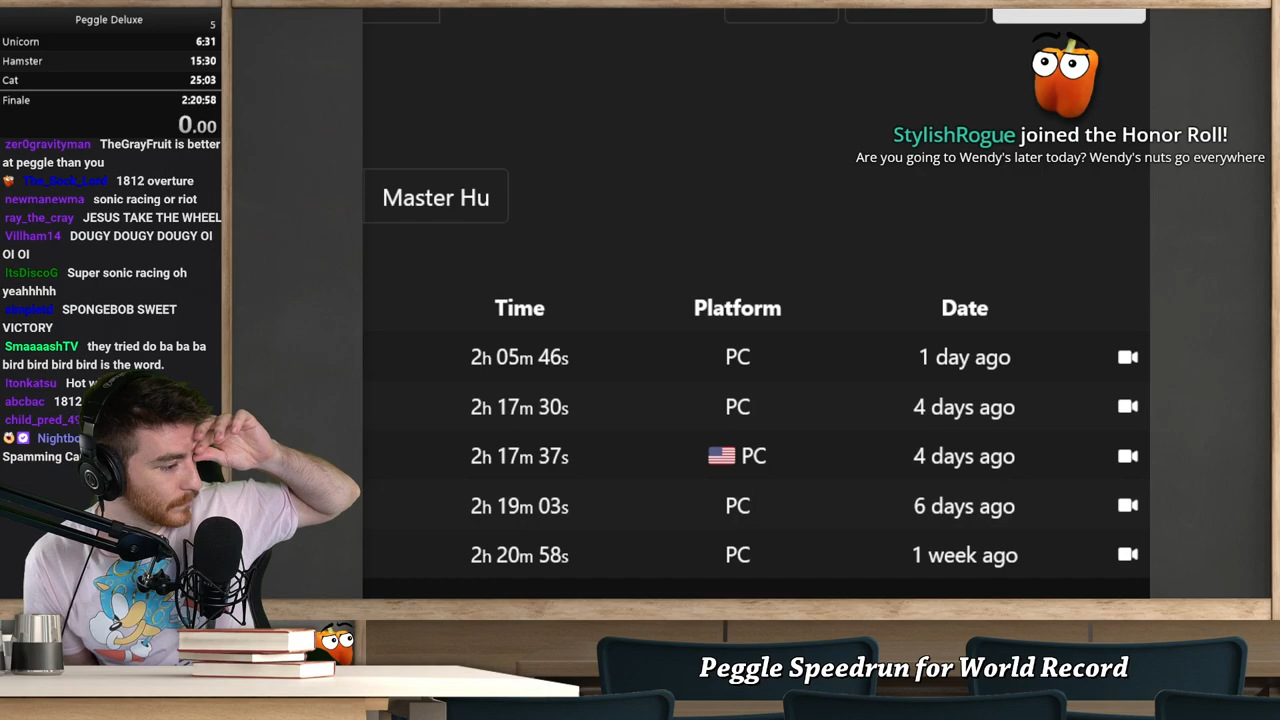 Peggle Deluxe
5
Unicorn 6:31
Hamster 15:30
Cat 25:03
Finale 2:20:58
0.00
zer0gravityman TheGrayFruit is better
at peggle than you
The_Sock_Lord 1812 overture
newmanewma sonic racing or riot
ray_the_cray JESUS TAKE THE WHEEL
Villham14 DOUGY DOUGY DOUGY OI
OI OI
ItsDiscoG Super sonic racing oh
yeahhhhh
SPONGEBOB SWEET
VICTORY
SmaaaashTV they tried do ba ba ba
bird bird bird bird is the word.
Itonkatsu Hot
abcbac 1812
Spamming
StylishRogue joined the Honor Roll!
Are you going to Wendy's later today? Wendy's nuts go everywhere
Master Hu
Time Platform Date
2h 05m 46s PC 1 day ago
2h 17m 30s PC 4 days ago
2h 17m 37s PC 4 days ago
2h 19m 03s PC 6 days ago
2h 20m 58s PC 1 week ago
Peggle Speedrun for World Record